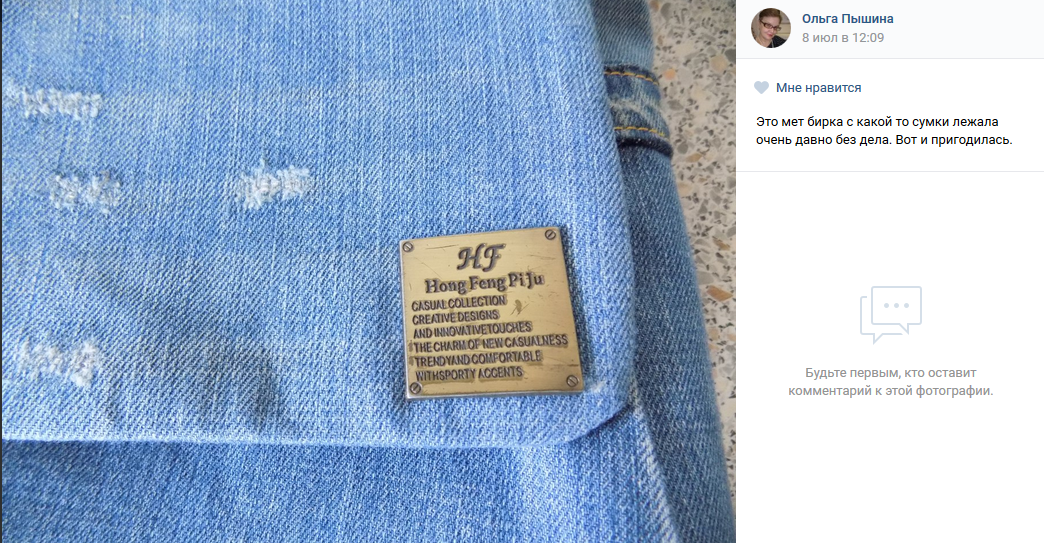 HF
Hong Feng Pi Ju
CASUAL COLLECTION
CREATIVE DESIGNS
AND INNOVATIVETOUCHES
THE CHARM OF NEW CASUALNESS
TRENDYAND COMFORTABLE
WITHSPORTY ACCENTS
Ольга Пышина
8 июл в 12:09
Мне нравится
Это мет бирка с какой то сумки лежала
очень давно без дела. Вот и пригодилась.
Будьте первым, кто оставит
комментарий к этой фотографии.